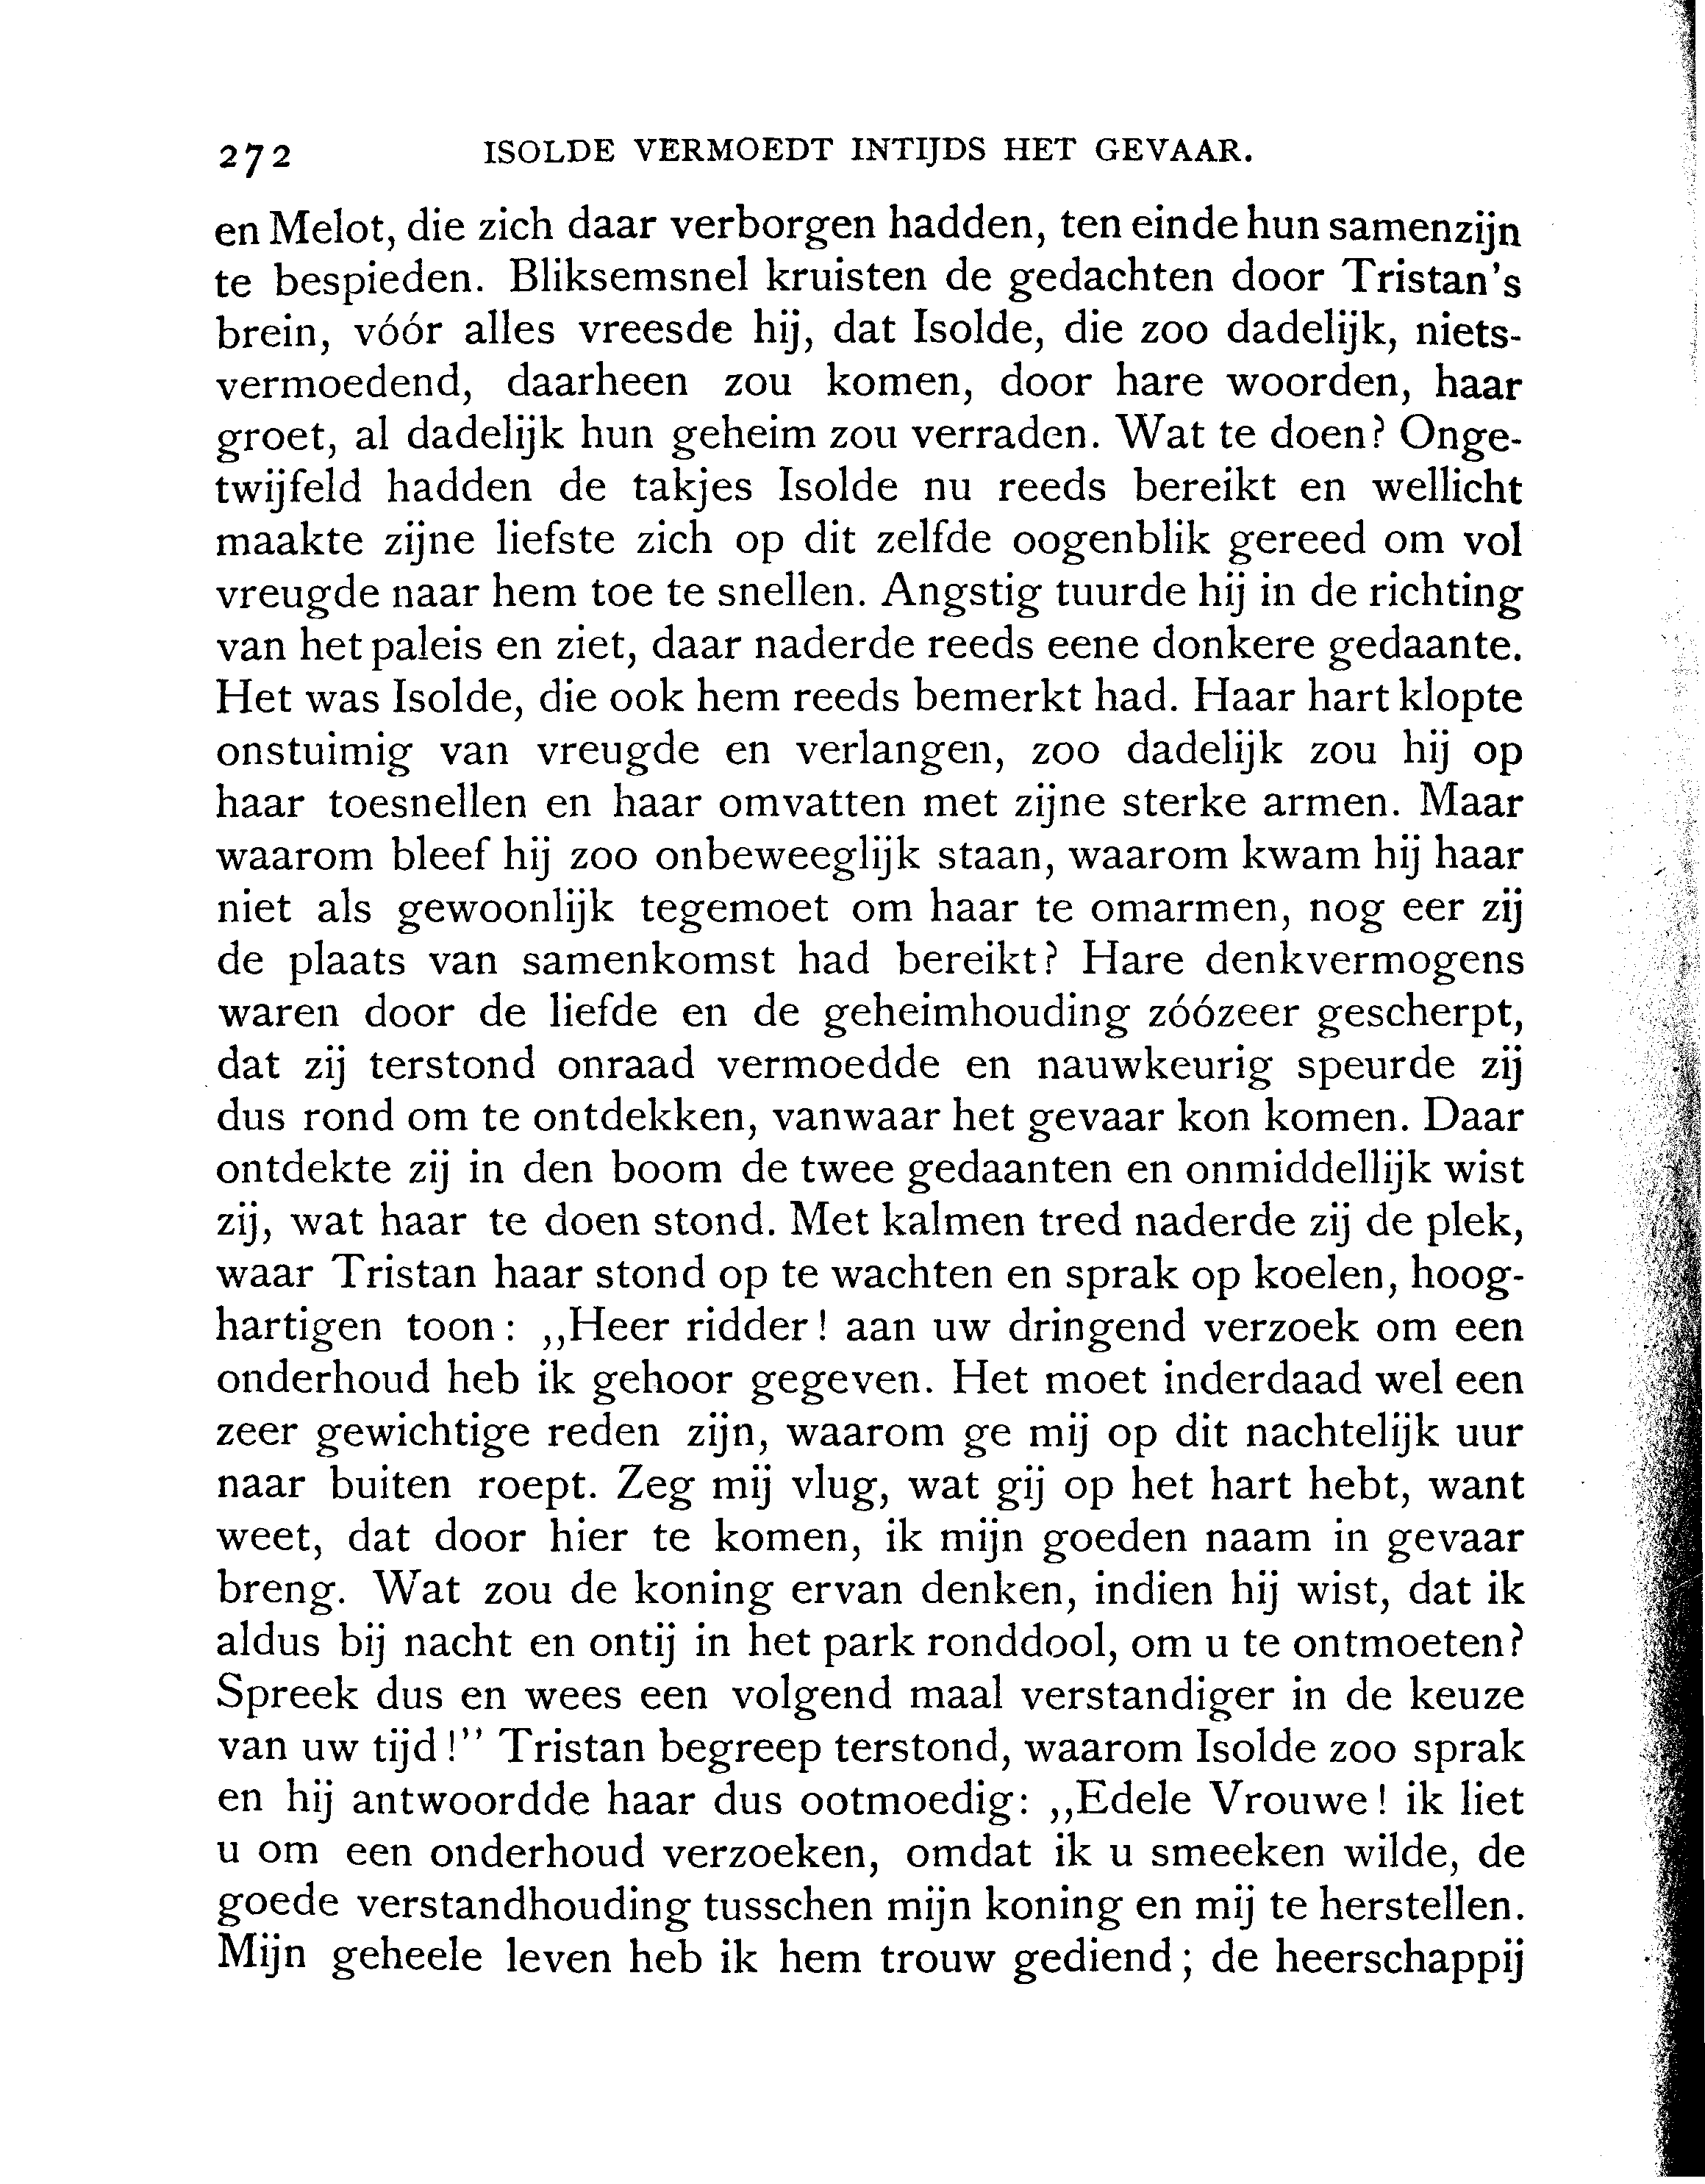 272 ISOLDE VERMOEDT INTIJDS HET GEVAAR.
en Melot, die zich daar verborgen hadden, ten einde hun samenzijn
te bespieden. Bliksemsnel kruisten de gedachten door Tristan's
brein, vóór alles vreesde hij, dat Isolde, die zoo dadelijk, niets-
vermoedend, daarheen zou komen, door hare woorden, haar
groet, al dadelijk hun geheim zou verraden. Wat te doen? Onge-
twijfeld hadden de takjes Isolde nu reeds bereikt en wellicht
maakte zijne liefste zich op dit zelfde oogenblik gereed om vol
vreugde naar hem toe te snellen. Angstig tuurde hij in de richting
van het paleis en ziet, daar naderde reeds eene donkere gedaante.
Het was Isolde, die ook hem reeds bemerkt had. Haar hart klopte
onstuimig van vreugde en verlangen, zoo dadelijk zou hij op
haar toesnellen en haar omvatten met zijne sterke armen. Maar
waarom bleef hij zoo onbeweeglijk staan, waarom kwam hij haar
niet als gewoonlijk tegemoet om haar te omarmen, nog eer zij
de plaats van samenkomst had bereikt? Hare denkvermogens
waren door de liefde en de geheimhouding zóózeer gescherpt,
dat zij terstond onraad vermoedde en nauwkeurig speurde zij
dus rond om te ontdekken, vanwaar het gevaar kon komen. Daar
ontdekte zij in den boom de twee gedaanten en onmiddellijk wist
zij, wat haar te doen stond. Met kalmen tred naderde zij de plek,
waar Tristan haar stond op te wachten en sprak op koelen, hoog-
hartigen toon: ,,Heer ridder! aan uw dringend verzoek om een
onderhoud heb ik gehoor gegeven. Het moet inderdaad wel een
zeer gewichtige reden zijn, waarom ge mij op dit nachtelijk uur
naar buiten roept. Zeg mij vlug, wat gij op het hart hebt, want
weet, dat door hier te komen, ik mijn goeden naam in gevaar
breng. Wat zou de koning ervan denken, indien hij wist, dat ik
aldus bij nacht en ontij in het park ronddool, om u te ontmoeten?
Spreek dus en wees een volgend maal verstandiger in de keuze
van uw tijd!" Tristan begreep terstond, waarom Isolde zoo sprak
en hij antwoordde haar dus ootmoedig: ,,Edele Vrouwe! ik liet
u om een onderhoud verzoeken, omdat ik u smeeken wilde, de
goede verstandhouding tusschen mijn koning en mij te herstellen.
Mijn geheele leven heb ik hem trouw gediend; de heerschappij